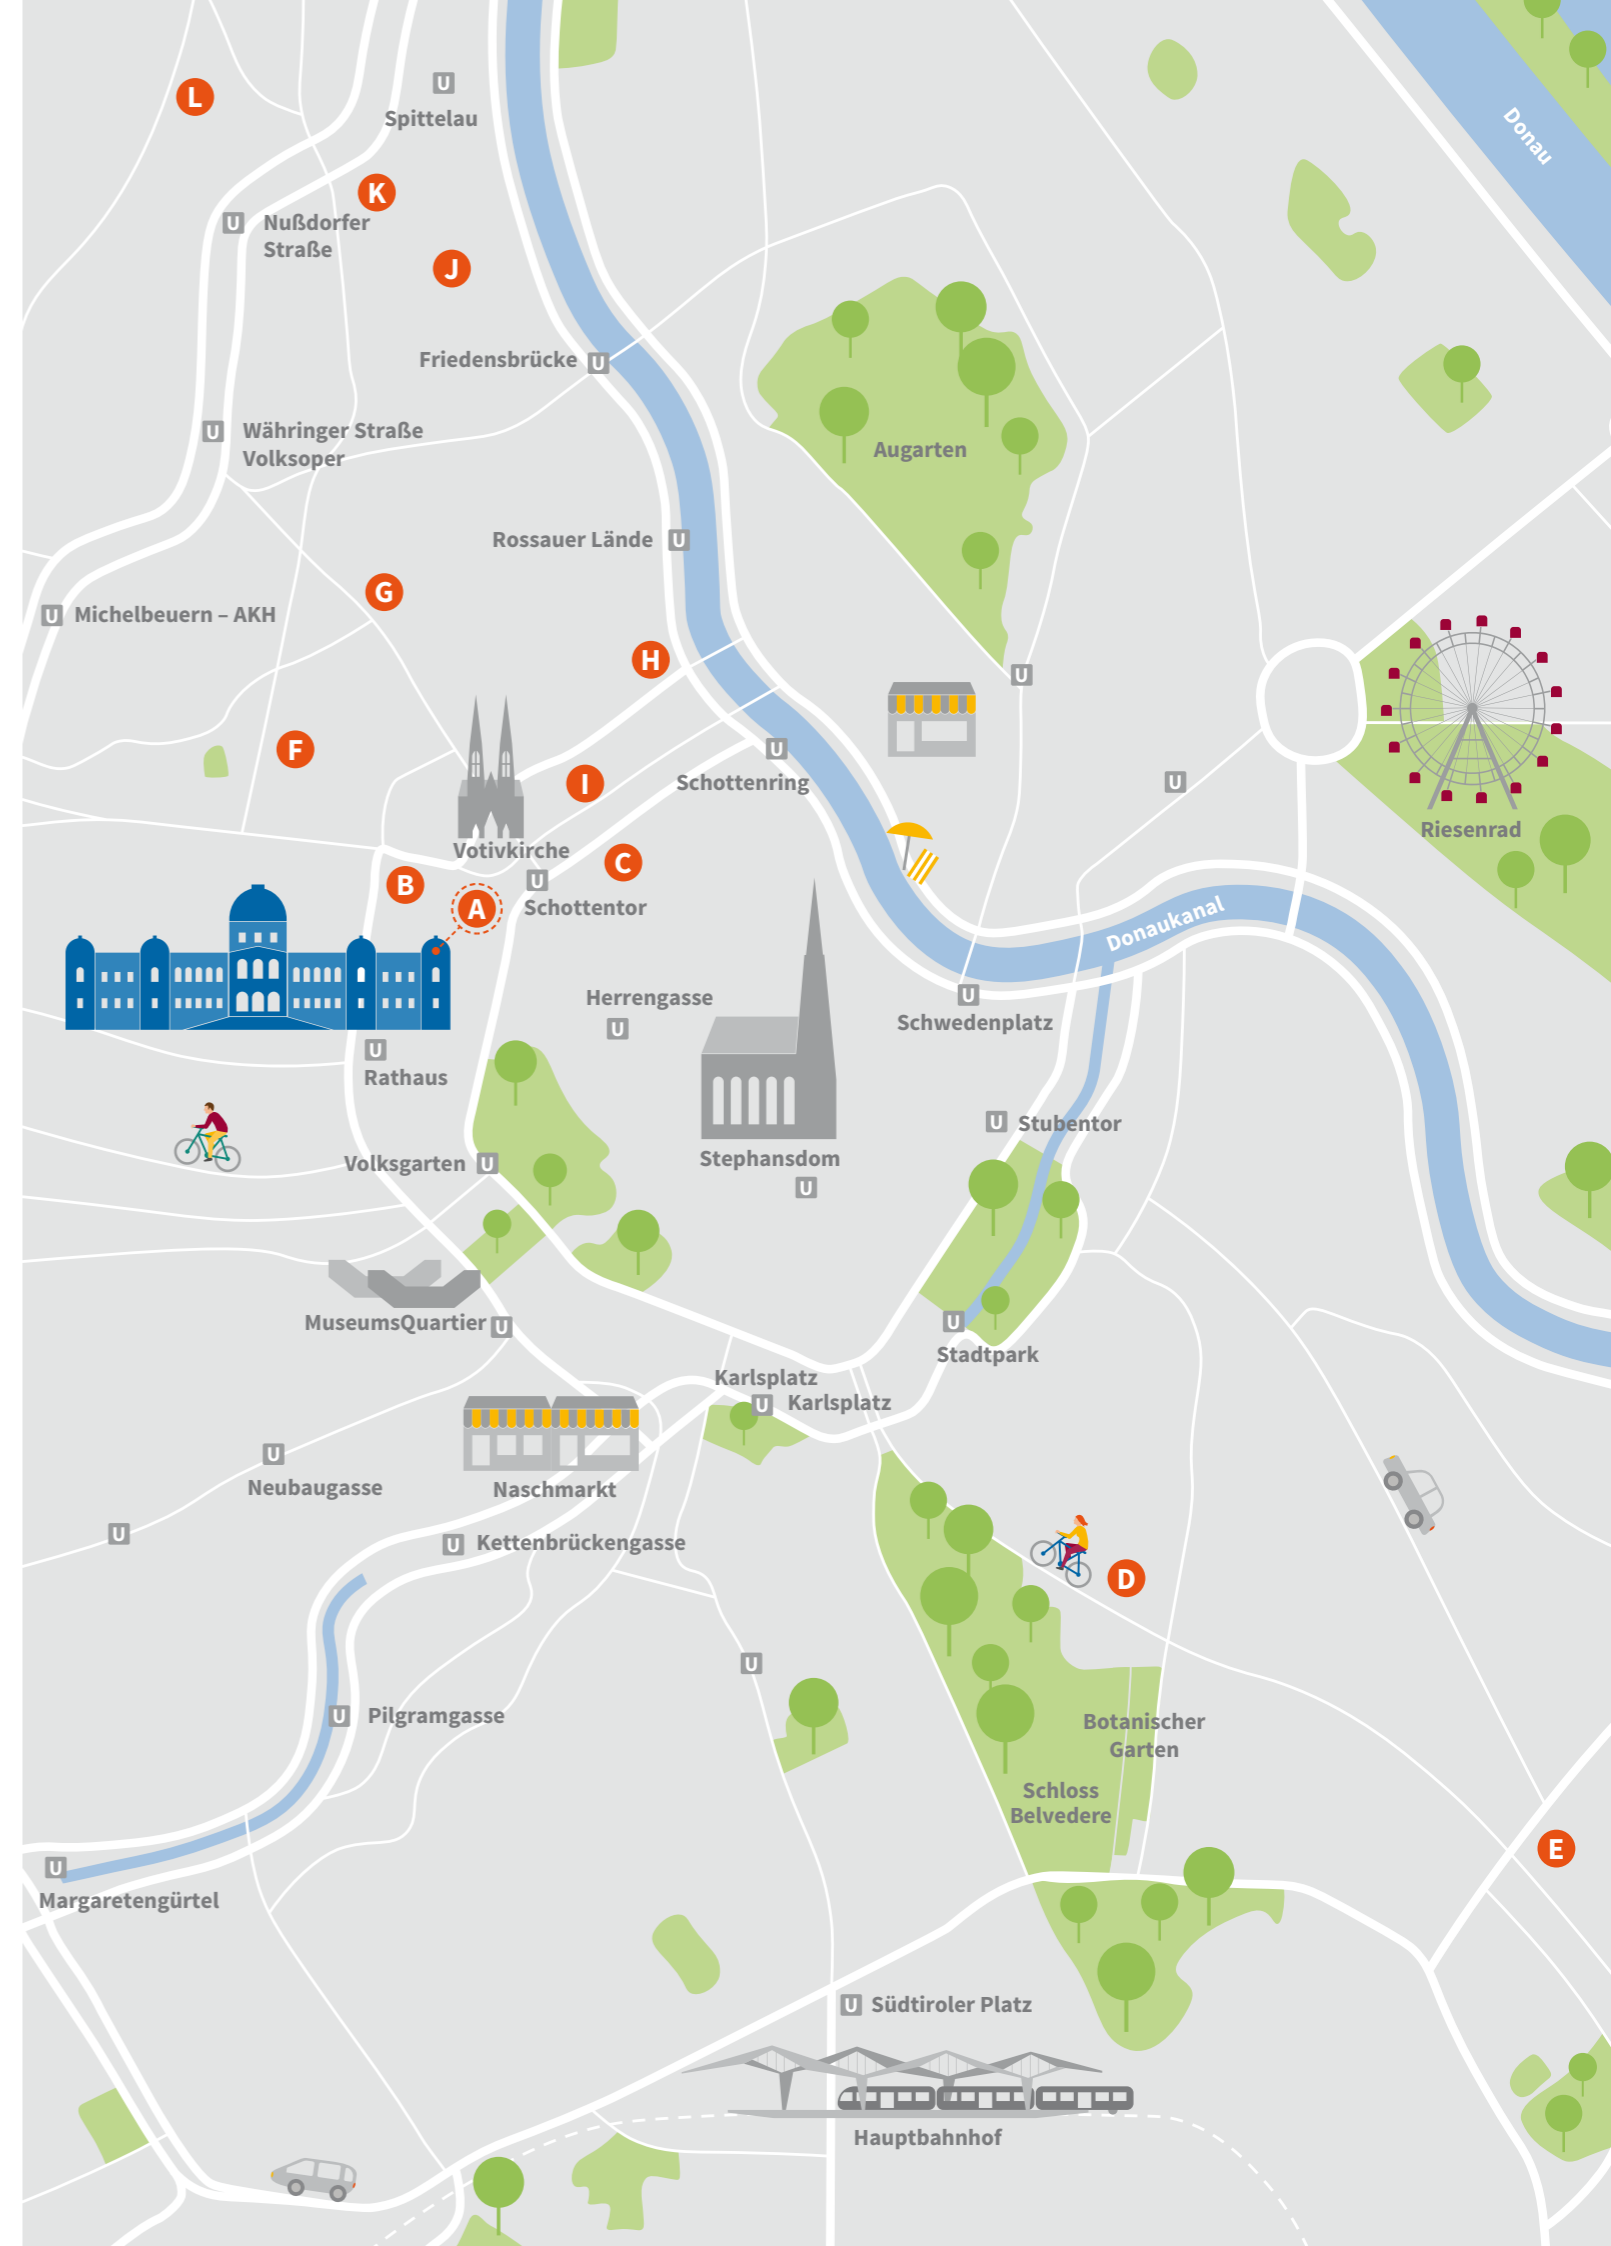 Donau
L
U
Spittelau
K
U
Nußdorfer
Straße
J
Friedensbrücke U
U
Währinger Straße
Volksoper
Augarten
Rossauer Lände U
G
U Michelbeuern – AKH
H
U
F
U
Schottenring
I
U
Riesenrad
Votivkirche
C
B
U
A
Schottentor
Donaukanal
Herrengasse
U
U
Schwedenplatz
U
Rathaus
U Stubentor
Stephansdom
U
Volksgarten U
MuseumsQuartier U
U
Stadtpark
Karlsplatz
U Karlsplatz
U
Neubaugasse
Naschmarkt
U
U Kettenbrückengasse
D
U
U Pilgramgasse
Botanischer
Garten
Schloss
Belvedere
E
U
Margaretengürtel
U Südtiroler Platz
Hauptbahnhof